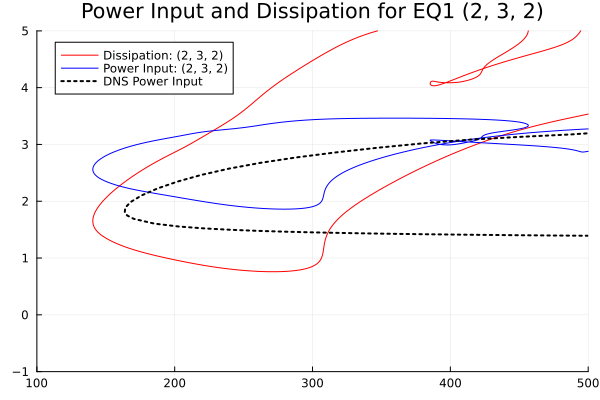 Power Input and Dissipation for EQ1 (2, 3, 2)
5
Dissipation: (2, 3, 2)
Power Input: (2, 3, 2)
DNS Power Input
4
3
2
1
0
−1
100 200 300 400 500